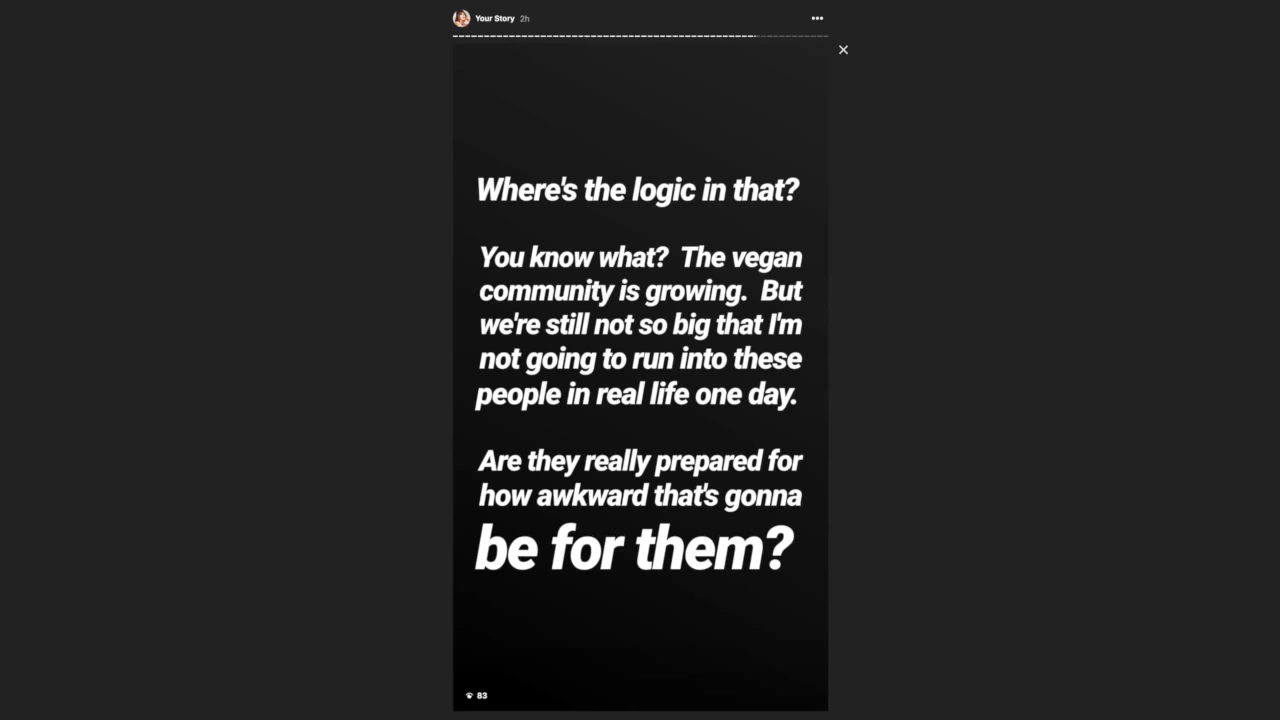 Your Story 2h
Where's the logic in that?
You know what?  The vegan
community is growing.  But
we're still not so big that I'm
not going to run into these
people in real life one day.
Are they really prepared for
how awkward that's gonna
be for them?
83